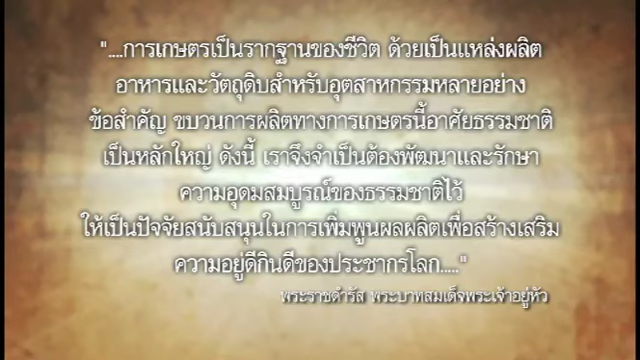 "....การเกษตรเป็นรากฐานของชีวิต ด้วยเป็นแหล่งผลิต
อาหารและวัตถุดิบสำหรับอุตสาหกรรมหลายอย่าง
ข้อสำคัญ ขบวนการผลิตทางการเกษตรนี้อาศัยธรรมชาติ
เป็นหลักใหญ่ ดังนี้ เราจึงจำเป็นต้องพัฒนาและรักษา
ความอุดมสมบูรณ์ของธรรมชาติไว้
ให้เป็นปัจจัยสนับสนุนในการเพิ่มพูนผลผลิตเพื่อสร้างเสริม
ความอยู่ดีกินดีของประชากรโลก....."
พระราชดำรัส พระบาทสมเด็จพระเจ้าอยู่หัว